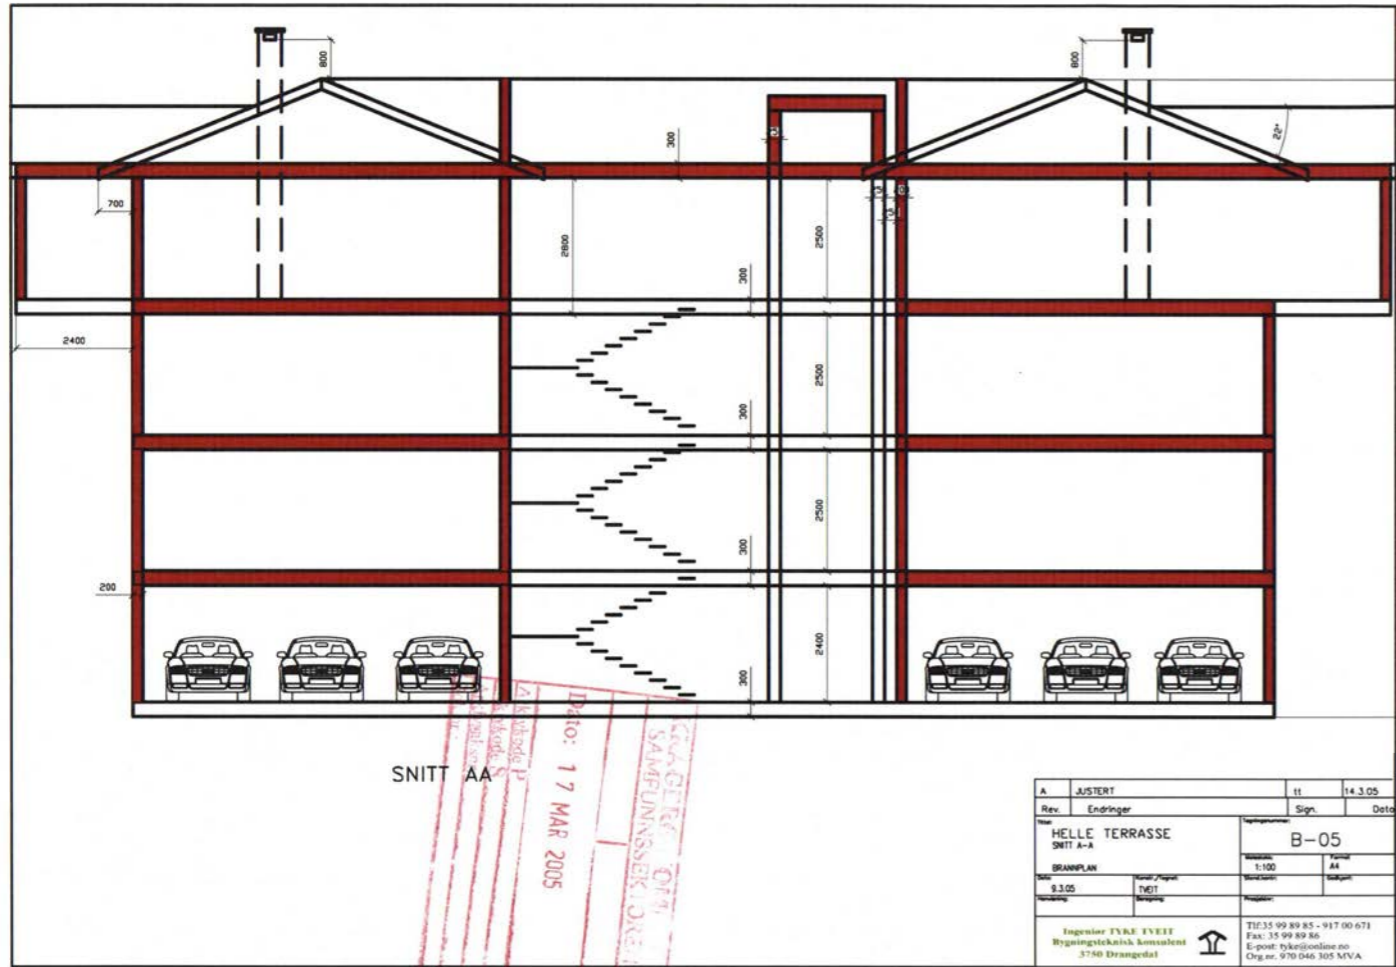 800
800
300
22°
700
2800
2500
300
2400
2500
300
2500
300
200
2400
300
SNITT AA
Dato: 17 MAR 2005
A JUSTERT tt 14.3.05
Rev. Endringer Sign. Dato
HELLE TERRASSE
SNITT A-A
B-05
BRANNPLAN
1:100 A4
9.3.05 TVEIT
Ingeniør TYKE TVEIT
Bygningsteknisk konsulent
3750 Drangedal
Tlf:35 99 89 85 - 917 00 671
Fax: 35 99 89 86
E-post: tyke@online.no
Org.nr. 970 046 305 MVA